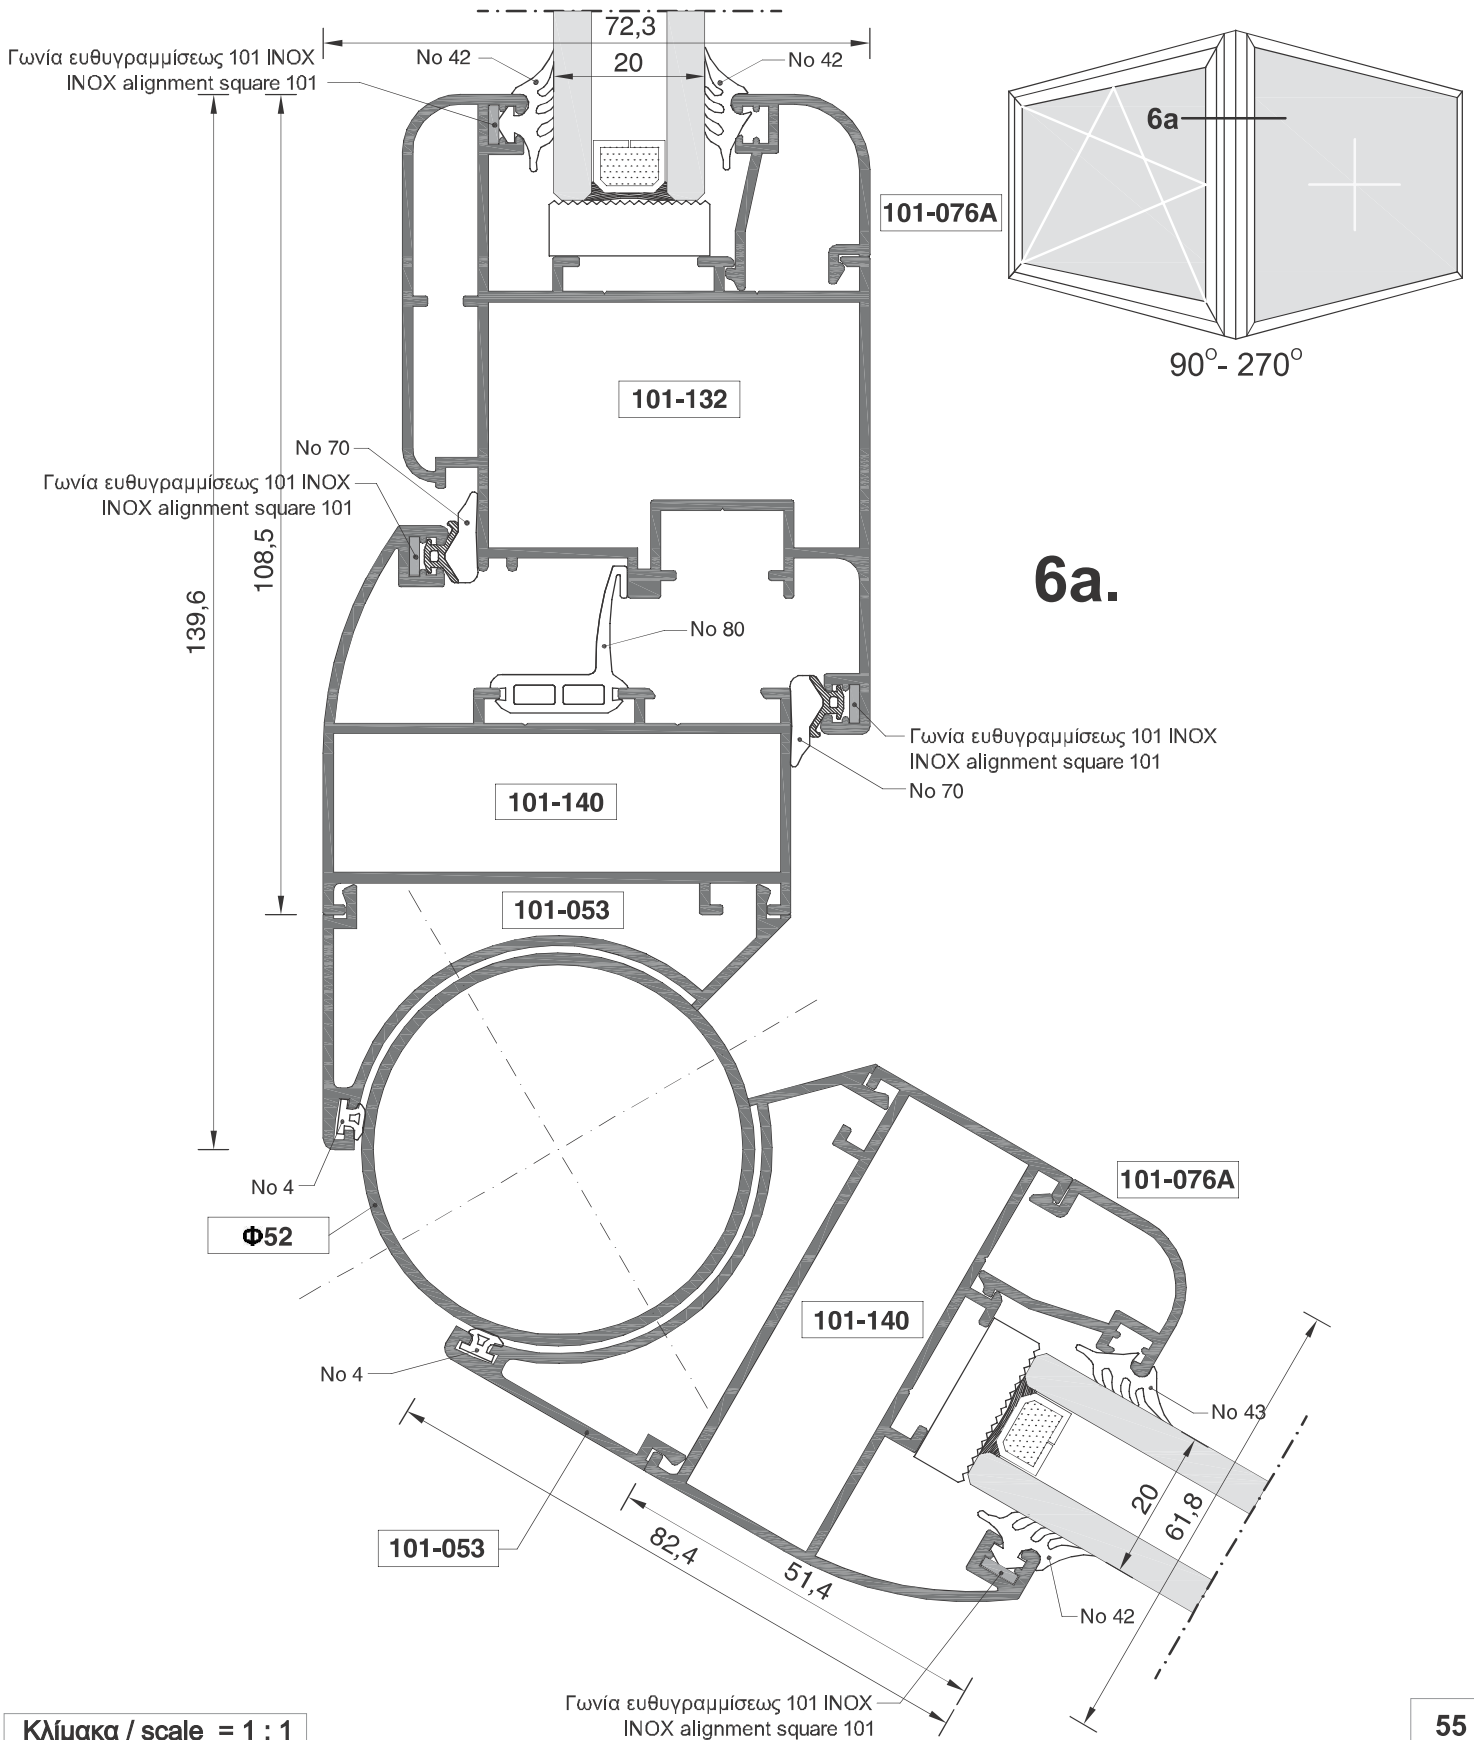 72,3
Γωνία ευθυγραμμίσεως 101 INOX
INOX alignment square 101
No 42
20
No 42
6a
101-076A
90°- 270°
101-132
No 70
Γωνία ευθυγραμμίσεως 101 INOX
INOX alignment square 101
108,5
139,6
6a.
No 80
Γωνία ευθυγραμμίσεως 101 INOX
INOX alignment square 101
No 70
101-140
101-053
No 4
Φ52
101-076A
101-140
No 4
No 43
20
61,8
101-053
82,4
51,4
No 42
Γωνία ευθυγραμμίσεως 101 INOX
INOX alignment square 101
Κλίμακα / scale = 1 : 1
55